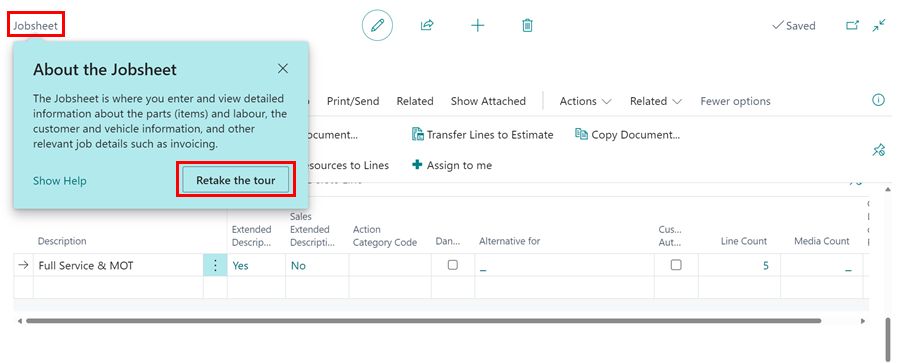 Jobsheet
Saved
About the Jobsheet
The Jobsheet is where you enter and view detailed
information about the parts (items) and labour, the
customer and vehicle information, and other
relevant job details such as invoicing.
Show Help
Retake the tour
Print/Send
Related
Show Attached
Actions
Related
Fewer options
ocument...
Transfer Lines to Estimate
Copy Document...
esources to Lines
Assign to me
Description
Extended
Descrip...
Sales
Extended
Descripti...
Action
Category Code
Dan...
Alternative for
Cus...
Aut...
Line Count
Media Count
Full Service & MOT
Yes
No
_
5
_